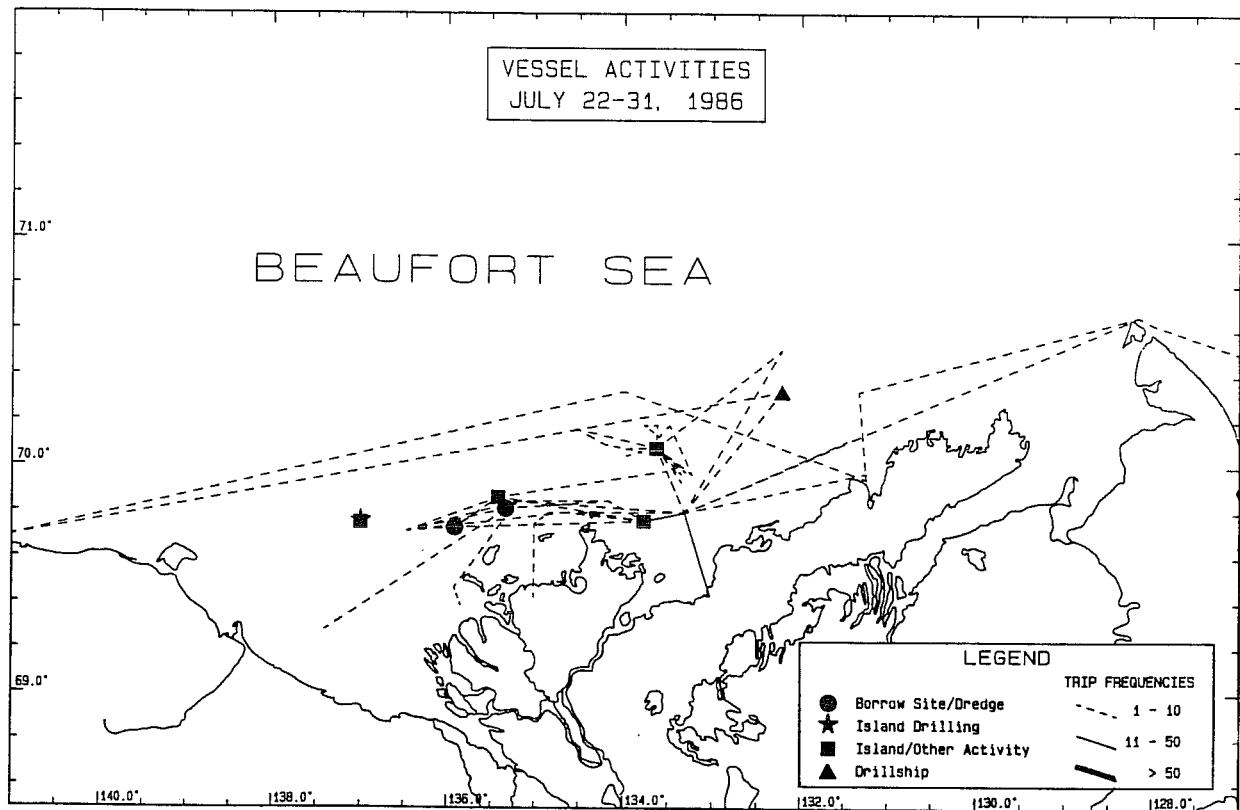 VESSEL ACTIVITIES
JULY 22-31, 1986
71.0°
BEAUFORT SEA
70.0°
69.0°
LEGEND
TRIP FREQUENCIES
Borrow Site/Dredge
1 - 10
Island Drilling
11 - 50
Island/Other Activity
> 50
Drillship
140.0°
138.0°
136.0°
134.0°
132.0°
130.0°
128.0°